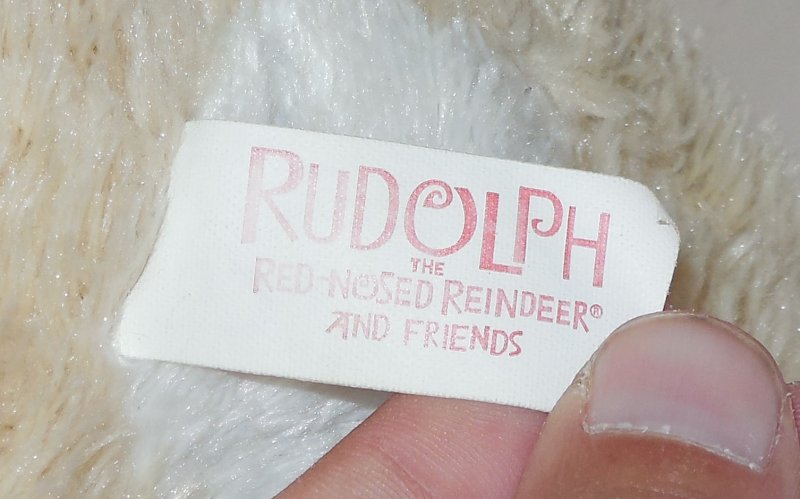 RUDOLPH
THE
RED-NOSED REINDEER®
AND FRIENDS